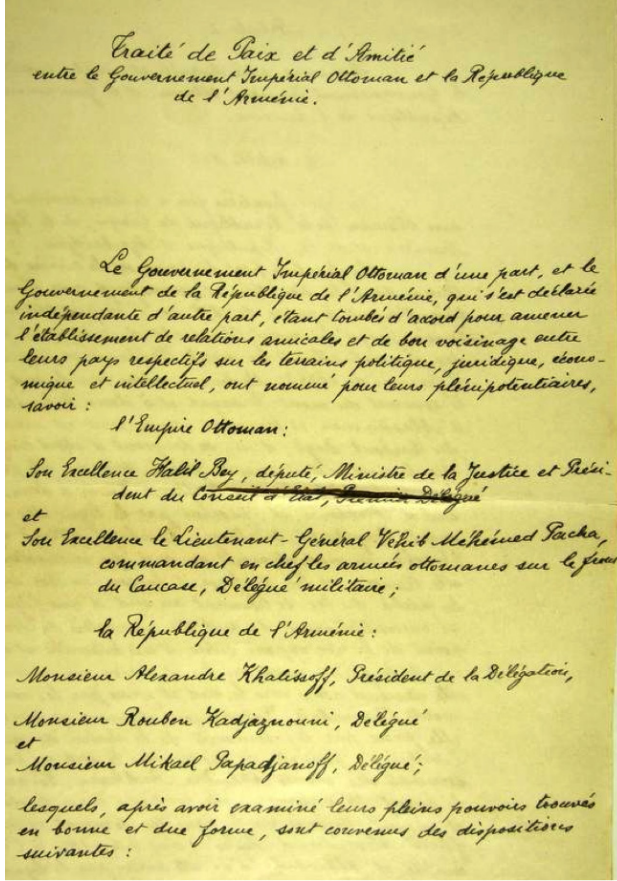 Traité de Paix et d'Amitié
entre le Gouvernement Impérial Ottoman et la République
de l'Arménie.
Le Gouvernement Impérial Ottoman d'une part, et le
Gouvernement de la République de l'Arménie, qui s'est déclarée
indépendante d'autre part, étant tombés d'accord pour amener
l'établissement de relations amicales et de bon voisinage entre
leurs pays respectifs sur les terrains politique, juridique, écono-
mique et intellectuel, ont nommé pour leurs plénipotentiaires,
savoir :
l'Empire Ottoman :
Son Excellence Halil Bey, député, Ministre de la Justice et Prési-
dent du Conseil d'Etat, Premier Délégué
et
Son Excellence le Lieutenant-Général Vehib Méhémed Pacha,
commandant en chef les armées ottomanes sur le front
du Caucase, Délégué militaire ;
la République de l'Arménie :
Monsieur Alexandre Khatissoff, Président de la Délégation,
Monsieur Rouben Kadjaznouni, Délégué
et
Monsieur Mikael Papadjanoff, Délégué ;
lesquels, après avoir examiné leurs pleins pouvoirs trouvés
en bonne et due forme, sont convenus des dispositions
suivantes :